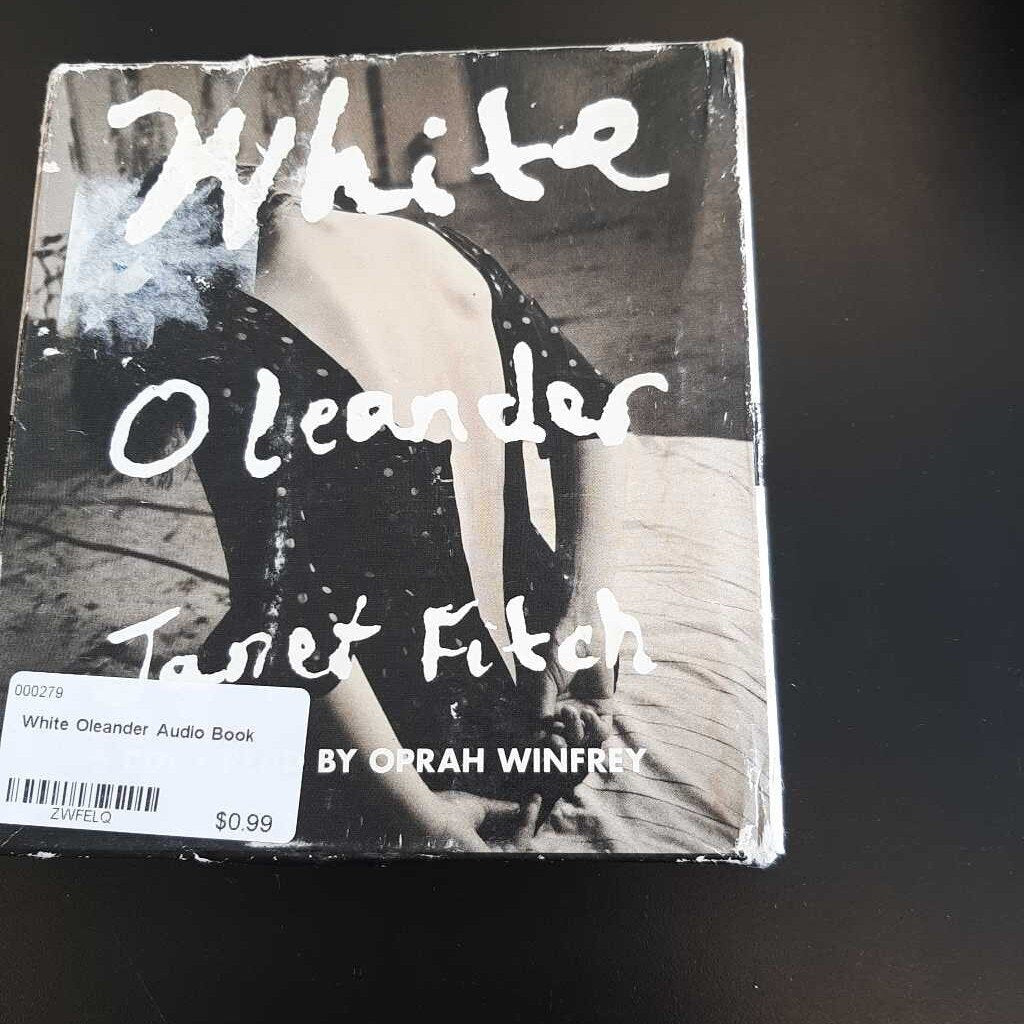 White
Oleander
Janet Fitch
BY OPRAH WINFREY
000279
White Oleander Audio Book
ZWFELQ
$0.99